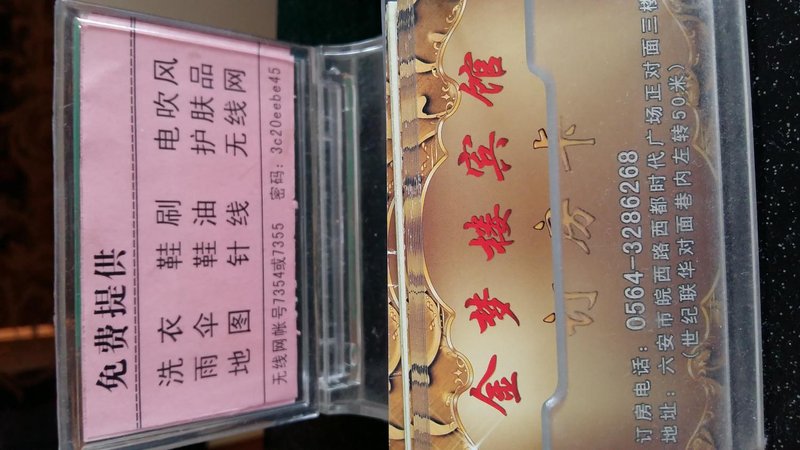 免费提供
洗衣 鞋刷 电吹风
雨伞 鞋油 护肤品
地图 针线 无线网
无线网帐号7354或7355 密码：3c20eebe45
金梦楼宾馆
订房卡
订房电话：0564-3286268
地址：六安市皖西路西都时代广场正对面三楼
（世纪联华对面巷内左转50米）